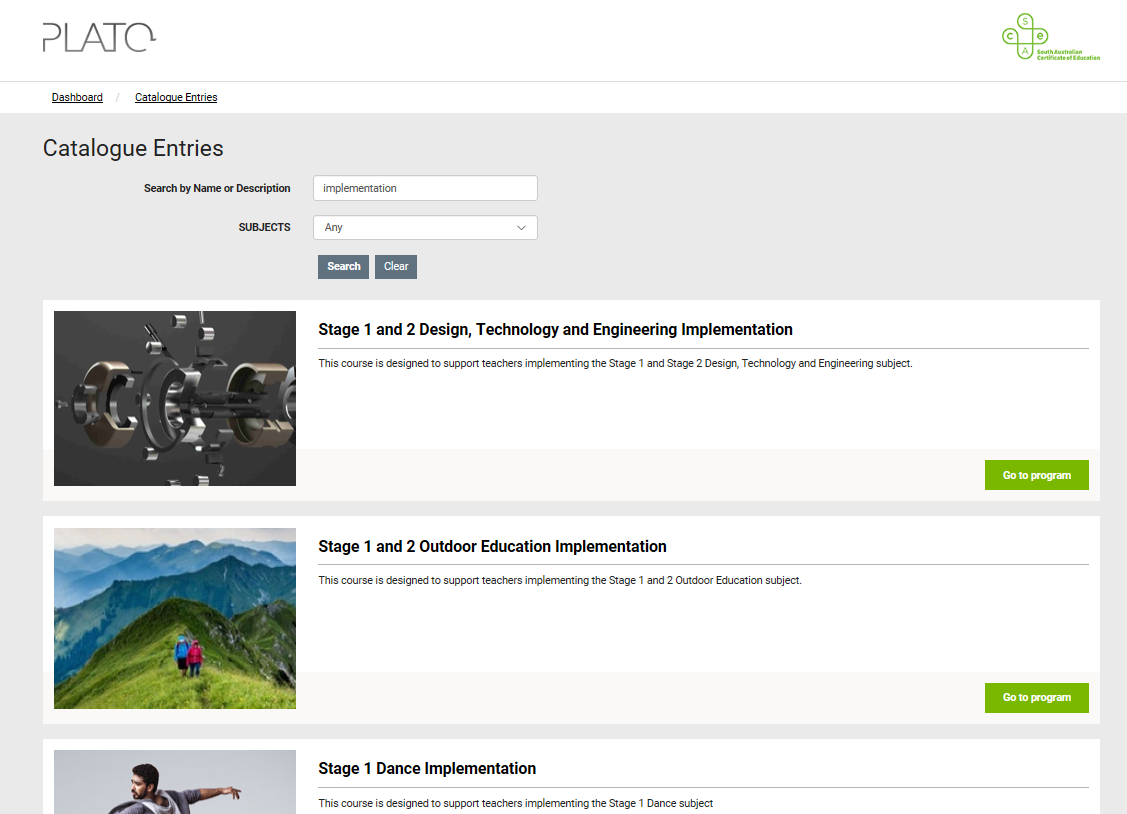 PLATO
S
C e
A
South Australian
Certificate of Education
Dashboard / Catalogue Entries
Catalogue Entries
Search by Name or Description implementation
SUBJECTS Any
Search Clear
Stage 1 and 2 Design, Technology and Engineering Implementation
This course is designed to support teachers implementing the Stage 1 and Stage 2 Design, Technology and Engineering subject.
Go to program
Stage 1 and 2 Outdoor Education Implementation
This course is designed to support teachers implementing the Stage 1 and 2 Outdoor Education subject.
Go to program
Stage 1 Dance Implementation
This course is designed to support teachers implementing the Stage 1 Dance subject